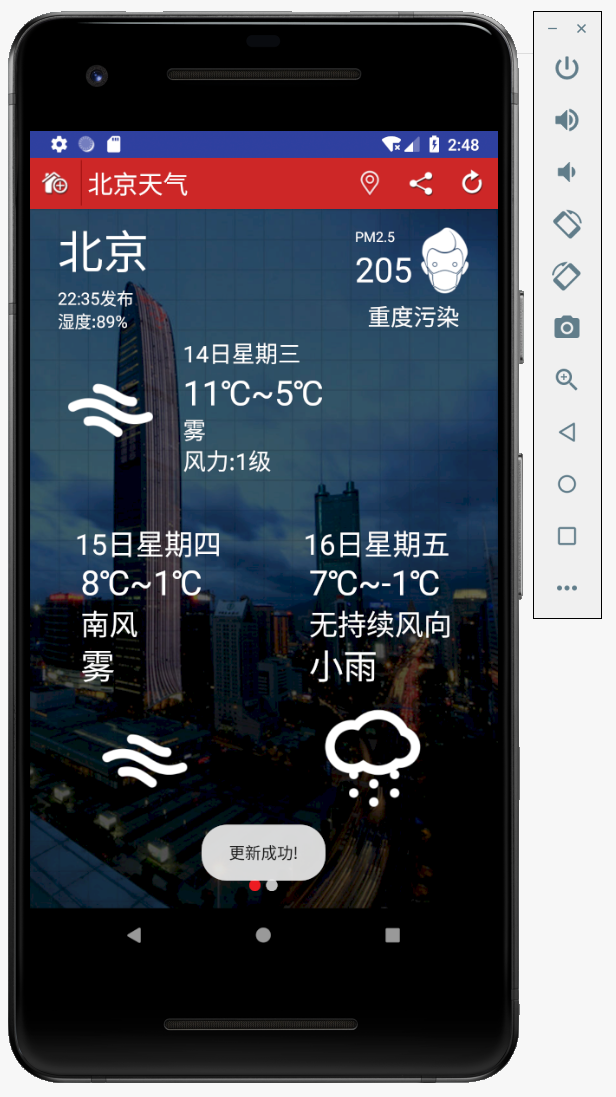 2:48
北京天气
北京
22:35发布
湿度:89%
PM2.5
205
重度污染
14日星期三
11℃~5℃
雾
风力:1级
15日星期四
8℃~1℃
南风
雾
16日星期五
7℃~-1℃
无持续风向
小雨
更新成功!